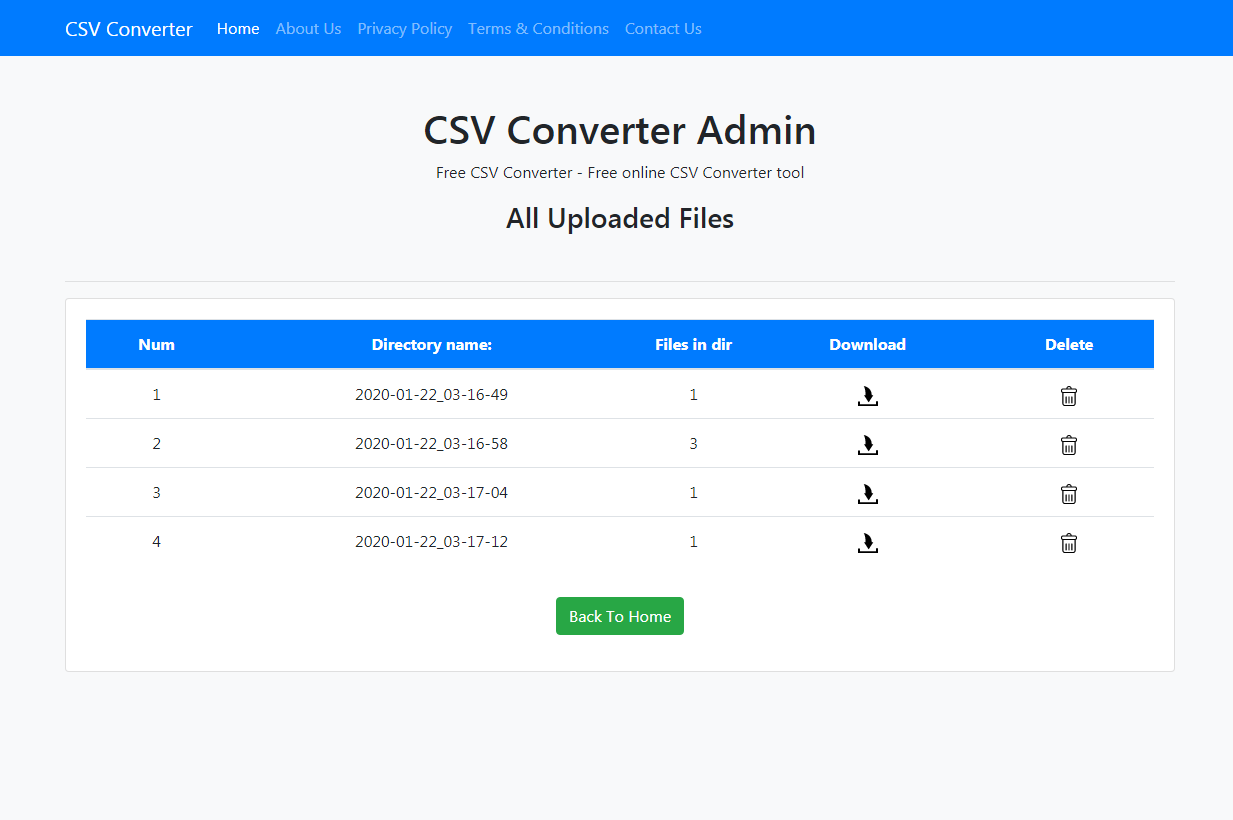 CSV Converter Home About Us Privacy Policy Terms & Conditions Contact Us
CSV Converter Admin
Free CSV Converter - Free online CSV Converter tool
All Uploaded Files
Num Directory name: Files in dir Download Delete
1 2020-01-22_03-16-49 1
2 2020-01-22_03-16-58 3
3 2020-01-22_03-17-04 1
4 2020-01-22_03-17-12 1
Back To Home